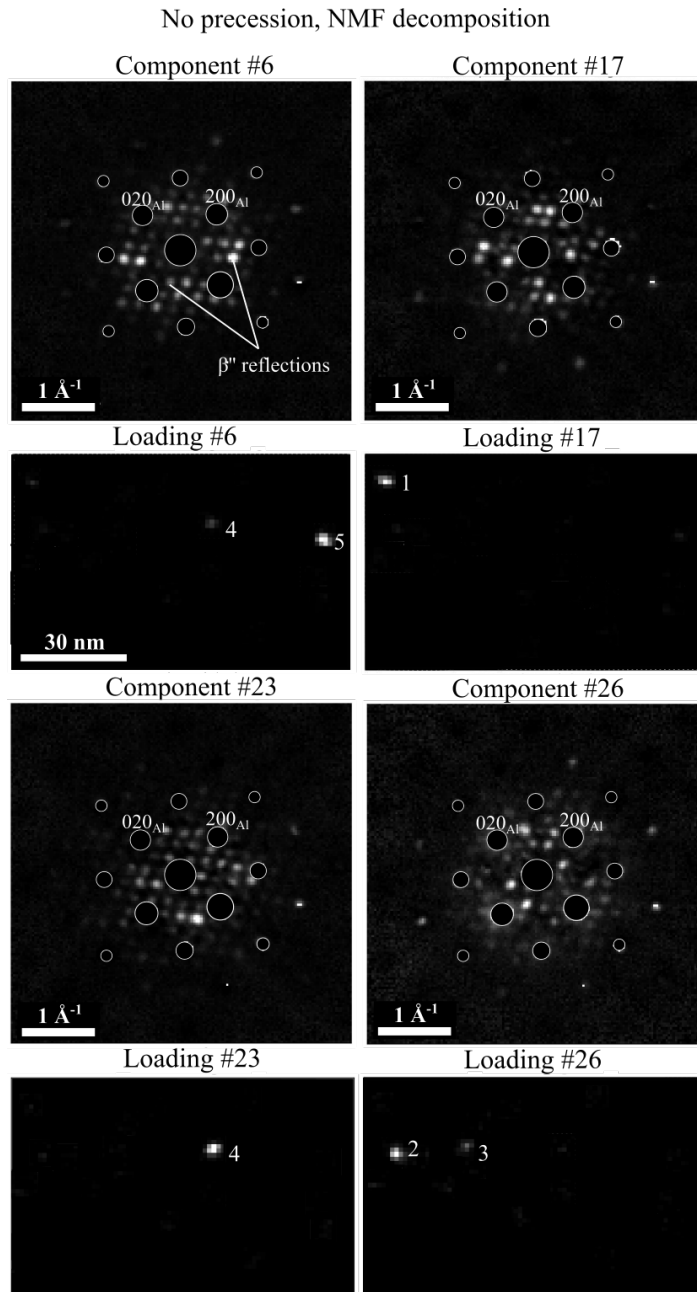 No precession, NMF decomposition
Component #6
Component #17
020Al 200Al
020Al 200Al
β" reflections
1 Å-1
1 Å-1
Loading #6
Loading #17
4
5
30 nm
1
Component #23
Component #26
020Al 200Al
020Al 200Al
1 Å-1
1 Å-1
Loading #23
Loading #26
4
2 3